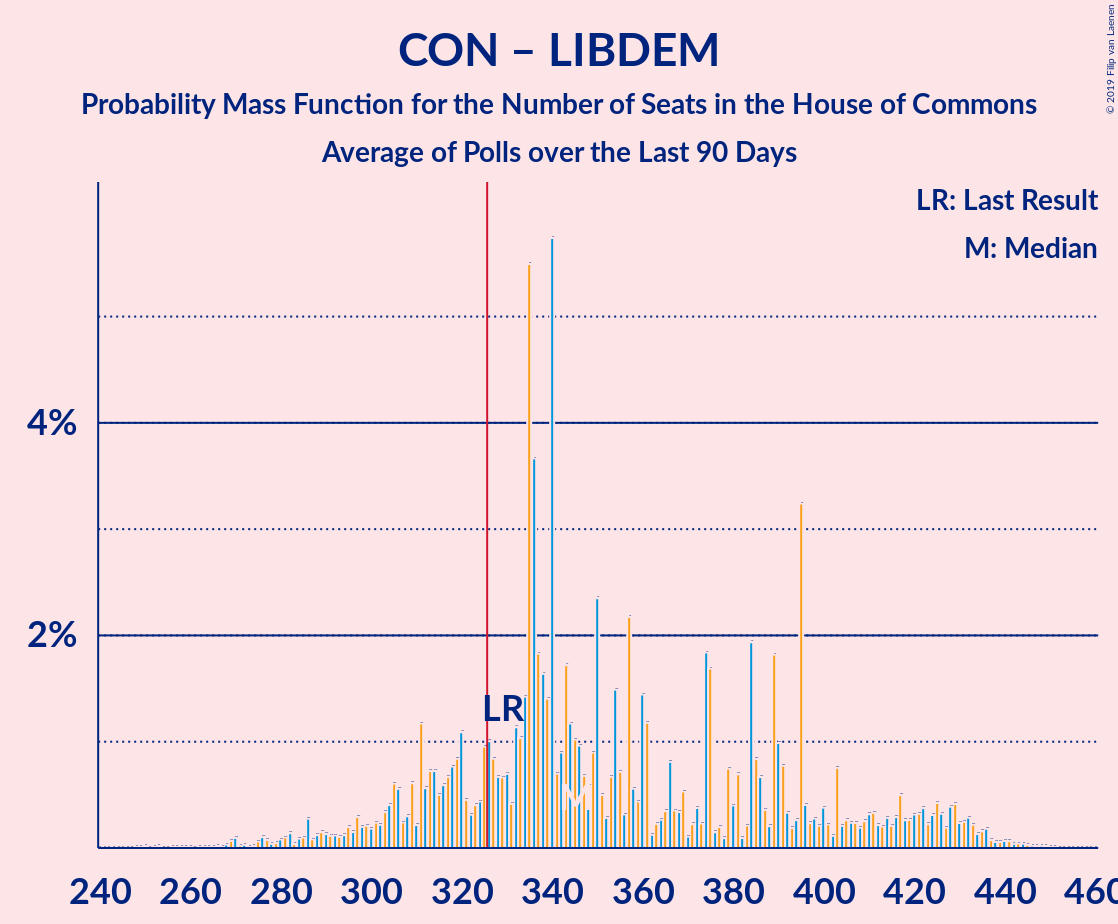 CON – LIBDEM
Probability Mass Function for the Number of Seats in the House of Commons
Average of Polls over the Last 90 Days
© 2019 Filip van Laenen
LR: Last Result
M: Median
4%
2%
LR
M
240 260 280 300 320 340 360 380 400 420 440 460